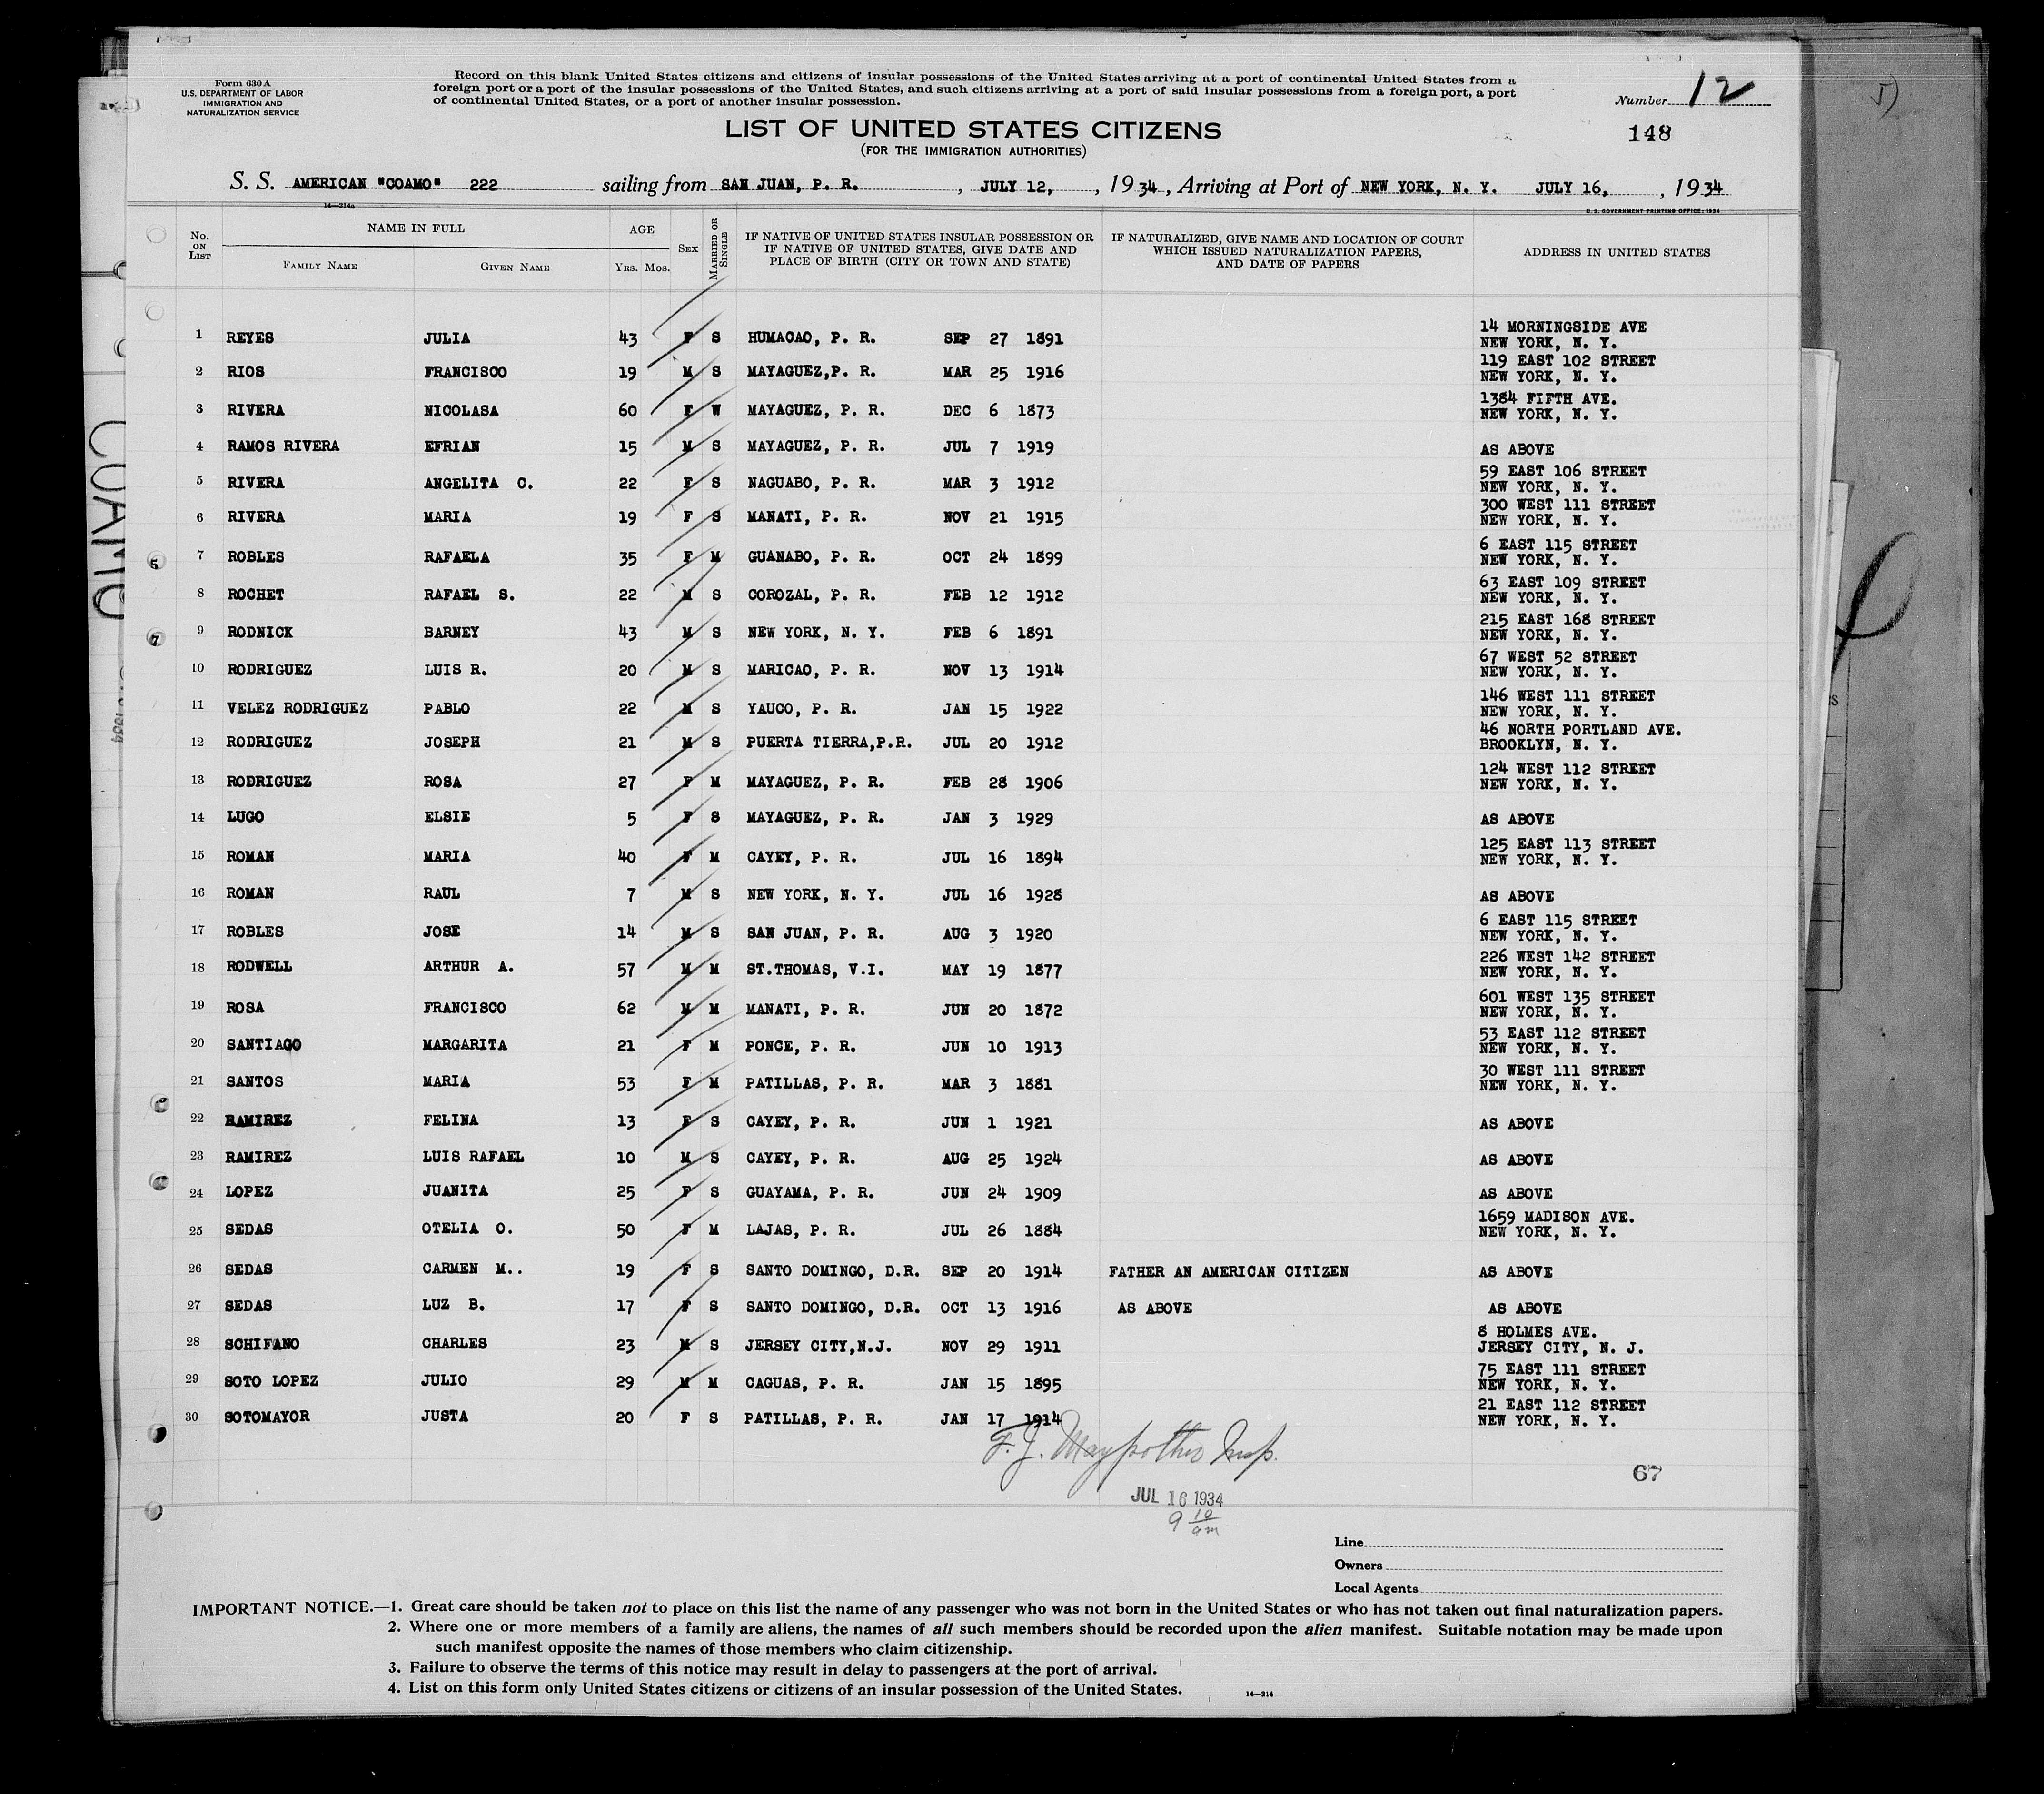 Form 630 A
U.S. DEPARTMENT OF LABOR
IMMIGRATION AND
NATURALIZATION SERVICE
Record on this blank United States citizens and citizens of insular possessions of the United States arriving at a port of continental United States from a
foreign port or a port of the insular possessions of the United States, and such citizens arriving at a port of said insular possessions from a foreign port, a port
of continental United States, or a port of another insular possession.
Number 12
148
LIST OF UNITED STATES CITIZENS
(FOR THE IMMIGRATION AUTHORITIES)
S. S. AMERICAN "COAMO" 222 sailing from SAN JUAN, P. R. , JULY 12, , 1934 , Arriving at Port of NEW YORK, N. Y. JULY 16, , 1934
14—214a
U. S. GOVERNMENT PRINTING OFFICE: 1934
No. ON LIST
NAME IN FULL
FAMILY NAME GIVEN NAME
AGE
YRS. MOS.
SEX
MARRIED OR SINGLE
IF NATIVE OF UNITED STATES INSULAR POSSESSION OR
IF NATIVE OF UNITED STATES, GIVE DATE AND
PLACE OF BIRTH (CITY OR TOWN AND STATE)
IF NATURALIZED, GIVE NAME AND LOCATION OF COURT
WHICH ISSUED NATURALIZATION PAPERS,
AND DATE OF PAPERS
ADDRESS IN UNITED STATES
1 REYES JULIA 43 F S HUMACAO, P. R. SEP 27 1891 14 MORNINGSIDE AVE
NEW YORK, N. Y.
2 RIOS FRANCISCO 19 M S MAYAGUEZ,P. R. MAR 25 1916 119 EAST 102 STREET
NEW YORK, N. Y.
3 RIVERA NICOLASA 60 F W MAYAGUEZ, P. R. DEC 6 1873 1384 FIFTH AVE.
NEW YORK, N. Y.
4 RAMOS RIVERA EFRIAN 15 M S MAYAGUEZ, P. R. JUL 7 1919 AS ABOVE
5 RIVERA ANGELITA C. 22 F S NAGUABO, P. R. MAR 3 1912 59 EAST 106 STREET
NEW YORK, N. Y.
6 RIVERA MARIA 19 F S MANATI, P. R. NOV 21 1915 300 WEST 111 STREET
NEW YORK, N. Y.
7 ROBLES RAFAELA 35 F M GUANABO, P. R. OCT 24 1899 6 EAST 115 STREET
NEW YORK, N. Y.
8 ROCHET RAFAEL S. 22 M S COROZAL, P. R. FEB 12 1912 63 EAST 109 STREET
NEW YORK, N. Y.
9 RODNICK BARNEY 43 M S NEW YORK, N. Y. FEB 6 1891 215 EAST 168 STREET
NEW YORK, N. Y.
10 RODRIGUEZ LUIS R. 20 M S MARICAO, P. R. NOV 13 1914 67 WEST 52 STREET
NEW YORK, N. Y.
11 VELEZ RODRIGUEZ PABLO 22 M S YAUCO, P. R. JAN 15 1922 146 WEST 111 STREET
NEW YORK, N. Y.
12 RODRIGUEZ JOSEPH 21 M S PUERTA TIERRA,P.R. JUL 20 1912 46 NORTH PORTLAND AVE.
BROOKLYN, N. Y.
13 RODRIGUEZ ROSA 27 F M MAYAGUEZ, P. R. FEB 28 1906 124 WEST 112 STREET
NEW YORK, N. Y.
14 LUGO ELSIE 5 F S MAYAGUEZ, P. R. JAN 3 1929 AS ABOVE
15 ROMAN MARIA 40 F M CAYEY, P. R. JUL 16 1894 125 EAST 113 STREET
NEW YORK, N. Y.
16 ROMAN RAUL 7 M S NEW YORK, N. Y. JUL 16 1928 AS ABOVE
17 ROBLES JOSE 14 M S SAN JUAN, P. R. AUG 3 1920 6 EAST 115 STREET
NEW YORK, N. Y.
18 RODWELL ARTHUR A. 57 M M ST.THOMAS, V.I. MAY 19 1877 226 WEST 142 STREET
NEW YORK, N. Y.
19 ROSA FRANCISCO 62 M M MANATI, P. R. JUN 20 1872 601 WEST 135 STREET
NEW YORK, N. Y.
20 SANTIAGO MARGARITA 21 F M PONCE, P. R. JUN 10 1913 53 EAST 112 STREET
NEW YORK, N. Y.
21 SANTOS MARIA 53 F M PATILLAS, P. R. MAR 3 1881 30 WEST 111 STREET
NEW YORK, N. Y.
22 RAMIREZ FELINA 13 F S CAYEY, P. R. JUN 1 1921 AS ABOVE
23 RAMIREZ LUIS RAFAEL 10 M S CAYEY, P. R. AUG 25 1924 AS ABOVE
24 LOPEZ JUANITA 25 F S GUAYAMA, P. R. JUN 24 1909 AS ABOVE
25 SEDAS OTELIA O. 50 F M LAJAS, P. R. JUL 26 1884 1659 MADISON AVE.
NEW YORK, N. Y.
26 SEDAS CARMEN M.. 19 F S SANTO DOMINGO, D.R. SEP 20 1914 FATHER AN AMERICAN CITIZEN AS ABOVE
27 SEDAS LUZ B. 17 F S SANTO DOMINGO, D.R. OCT 13 1916 AS ABOVE AS ABOVE
28 SCHIFANO CHARLES 23 M S JERSEY CITY,N.J. NOV 29 1911 8 HOLMES AVE.
JERSEY CITY, N. J.
29 SOTO LOPEZ JULIO 29 M M CAGUAS, P. R. JAN 15 1895 75 EAST 111 STREET
NEW YORK, N. Y.
30 SOTOMAYOR JUSTA 20 F S PATILLAS, P. R. JAN 17 1914 21 EAST 112 STREET
NEW YORK, N. Y.
F. J. Maypother Insp.
67
JUL 16 1934
9 10 am
Line
Owners
Local Agents
IMPORTANT NOTICE.—1. Great care should be taken not to place on this list the name of any passenger who was not born in the United States or who has not taken out final naturalization papers.
2. Where one or more members of a family are aliens, the names of all such members should be recorded upon the alien manifest. Suitable notation may be made upon
such manifest opposite the names of those members who claim citizenship.
3. Failure to observe the terms of this notice may result in delay to passengers at the port of arrival.
4. List on this form only United States citizens or citizens of an insular possession of the United States.
14—214
COAMO
5
7